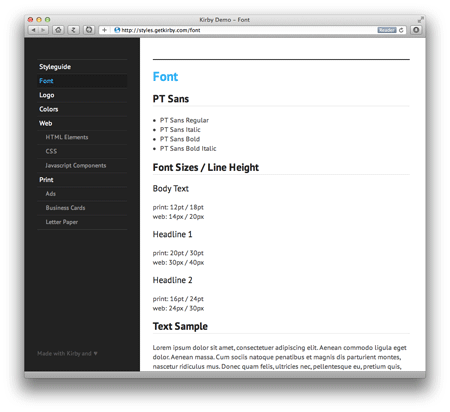 Kirby Demo – Font
http://styles.getkirby.com/font
Reader
Styleguide
Font
Logo
Colors
Web
HTML Elements
CSS
Javascript Components
Print
Ads
Business Cards
Letter Paper
Made with Kirby and ♥
Font
PT Sans
• PT Sans Regular
• PT Sans Italic
• PT Sans Bold
• PT Sans Bold Italic
Font Sizes / Line Height
Body Text
print: 12pt / 18pt
web: 14px / 20px
Headline 1
print: 20pt / 30pt
web: 30px / 40px
Headline 2
print: 16pt / 24pt
web: 24px / 30px
Text Sample
Lorem ipsum dolor sit amet, consectetuer adipiscing elit. Aenean commodo ligula eget
dolor. Aenean massa. Cum sociis natoque penatibus et magnis dis parturient montes,
nascetur ridiculus mus. Donec quam felis, ultricies nec, pellentesque eu, pretium quis,